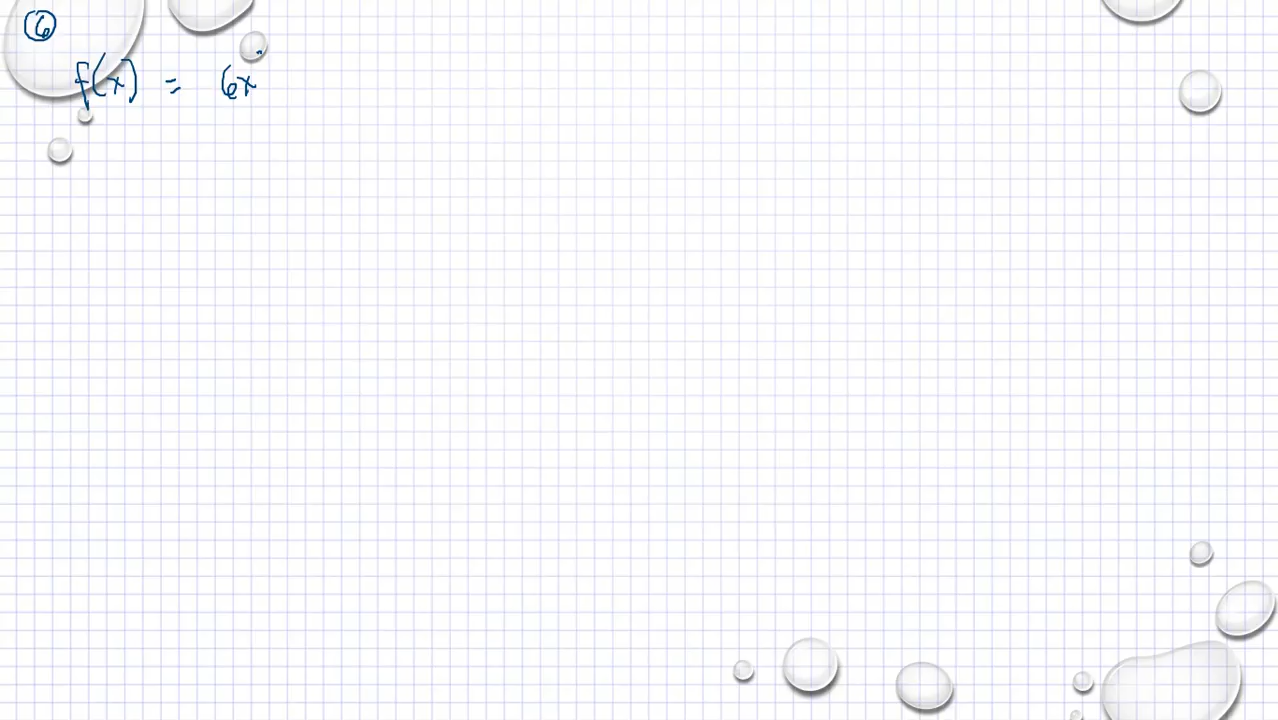 ⑥
f(x) = 6x